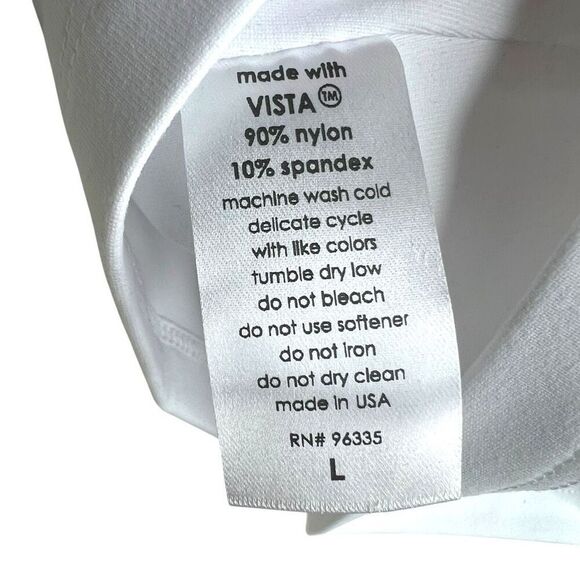 made with
VISTA™
90% nylon
10% spandex
machine wash cold
delicate cycle
with like colors
tumble dry low
do not bleach
do not use softener
do not iron
do not dry clean
made in USA
RN# 96335
L